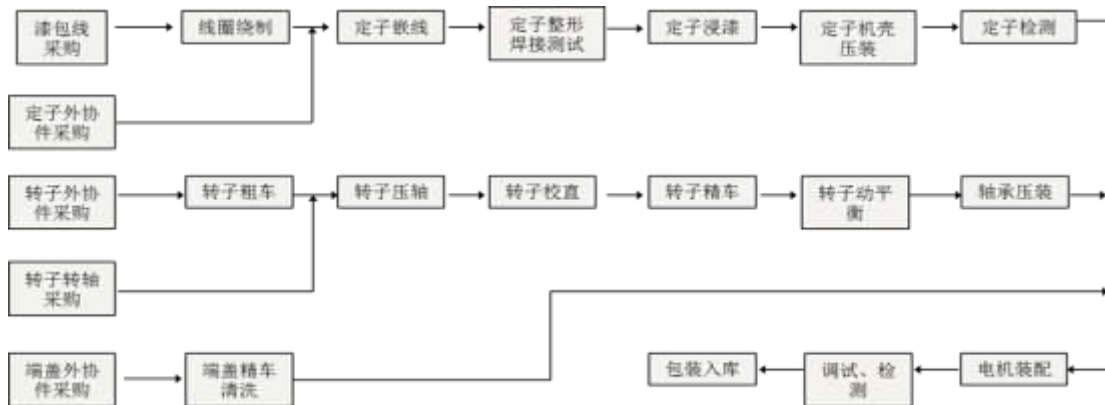 漆包线
采购
线圈绕制
定子嵌线
定子整形
焊接测试
定子浸漆
定子机壳
压装
定子检测
定子外协
件采购
转子外协
件采购
转子粗车
转子压轴
转子校直
转子精车
转子动平
衡
轴承压装
转子转轴
采购
端盖外协
件采购
端盖精车
清洗
包装入库
调试、检
测
电机装配